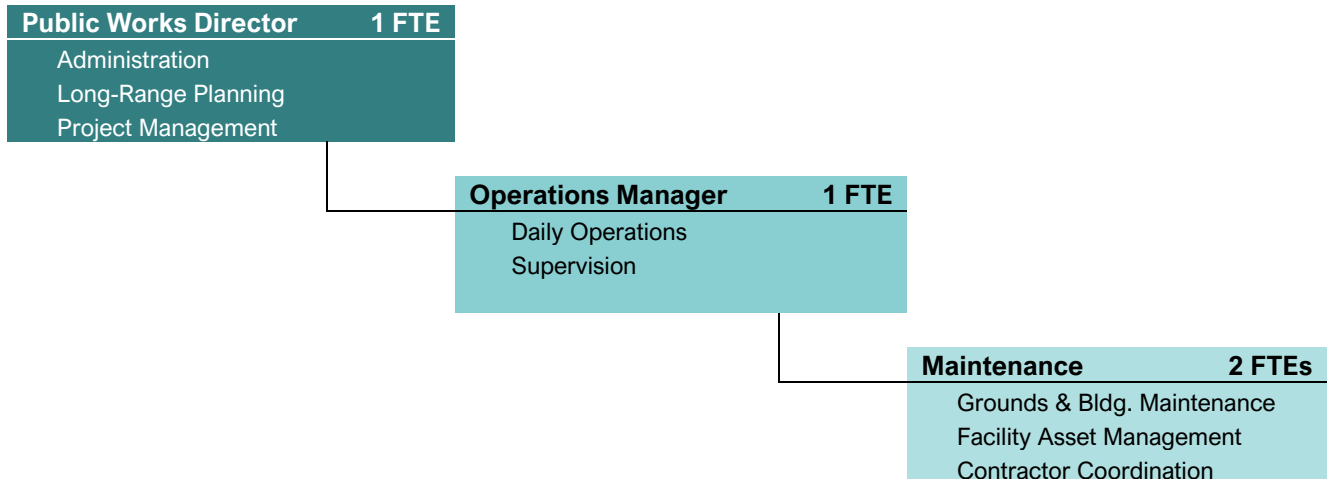 Public Works Director 1 FTE
Administration
Long-Range Planning
Project Management
Operations Manager 1 FTE
Daily Operations
Supervision
Maintenance 2 FTEs
Grounds & Bldg. Maintenance
Facility Asset Management
Contractor Coordination